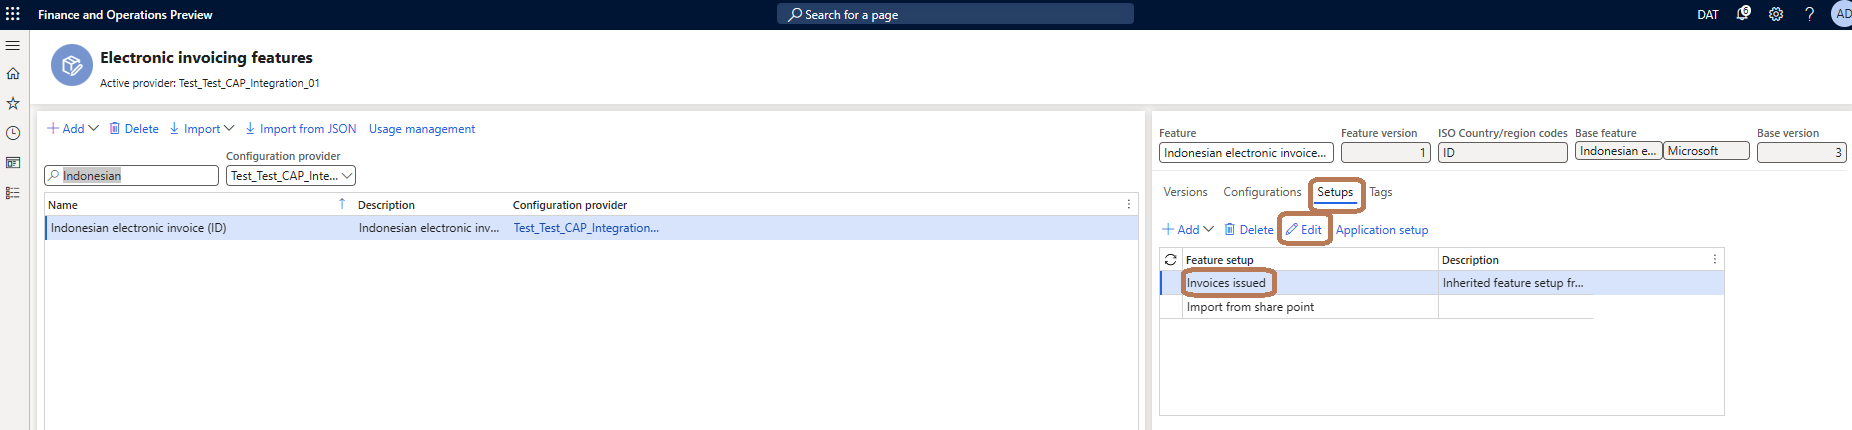 Finance and Operations Preview
Search for a page
DAT
6
?
AD
Electronic invoicing features
Active provider: Test_Test_CAP_Integration_01
Add
Delete
Import
Import from JSON
Usage management
Configuration provider
Indonesian
Test_Test_CAP_Inte...
Name
Description
Configuration provider
Indonesian electronic invoice (ID)
Indonesian electronic inv...
Test_Test_CAP_Integration...
Feature
Feature version
ISO Country/region codes
Base feature
Base version
Indonesian electronic invoice...
1
ID
Indonesian e...
Microsoft
3
Versions
Configurations
Setups
Tags
Add
Delete
Edit
Application setup
Feature setup
Description
Invoices issued
Inherited feature setup fr...
Import from share point